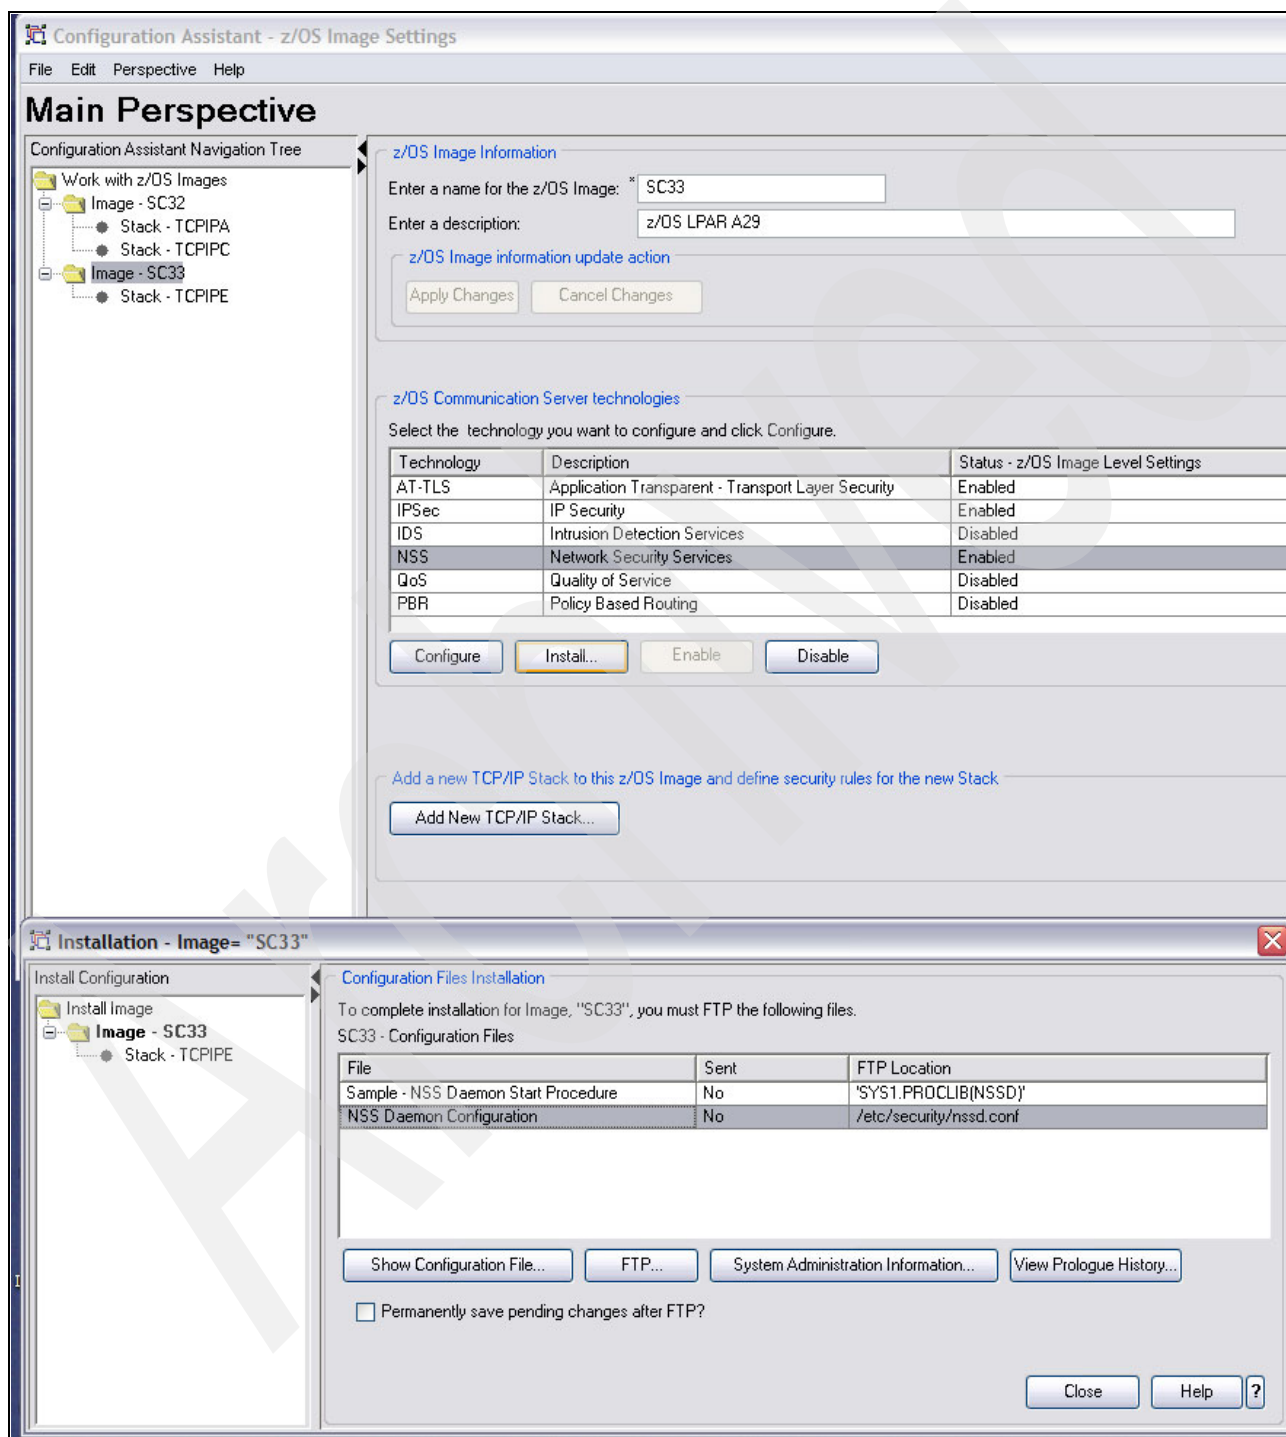 Configuration Assistant - z/OS Image Settings
File Edit Perspective Help
Main Perspective
Configuration Assistant Navigation Tree
Work with z/OS Images
Image - SC32
Stack - TCPIPA
Stack - TCPIPC
Image - SC33
Stack - TCPIPE
z/OS Image Information
Enter a name for the z/OS Image: * SC33
Enter a description: z/OS LPAR A29
z/OS Image information update action
Apply Changes Cancel Changes
z/OS Communication Server technologies
Select the technology you want to configure and click Configure.
Technology Description Status - z/OS Image Level Settings
AT-TLS Application Transparent - Transport Layer Security Enabled
IPSec IP Security Enabled
IDS Intrusion Detection Services Disabled
NSS Network Security Services Enabled
QoS Quality of Service Disabled
PBR Policy Based Routing Disabled
Configure Install... Enable Disable
Add a new TCP/IP Stack to this z/OS Image and define security rules for the new Stack
Add New TCP/IP Stack...
Installation - Image= "SC33"
Install Configuration
Install Image
Image - SC33
Stack - TCPIPE
Configuration Files Installation
To complete installation for Image, "SC33", you must FTP the following files.
SC33 - Configuration Files
File Sent FTP Location
Sample - NSS Daemon Start Procedure No 'SYS1.PROCLIB(NSSD)'
NSS Daemon Configuration No /etc/security/nssd.conf
Show Configuration File... FTP... System Administration Information... View Prologue History...
Permanently save pending changes after FTP?
Close Help ?
Archived